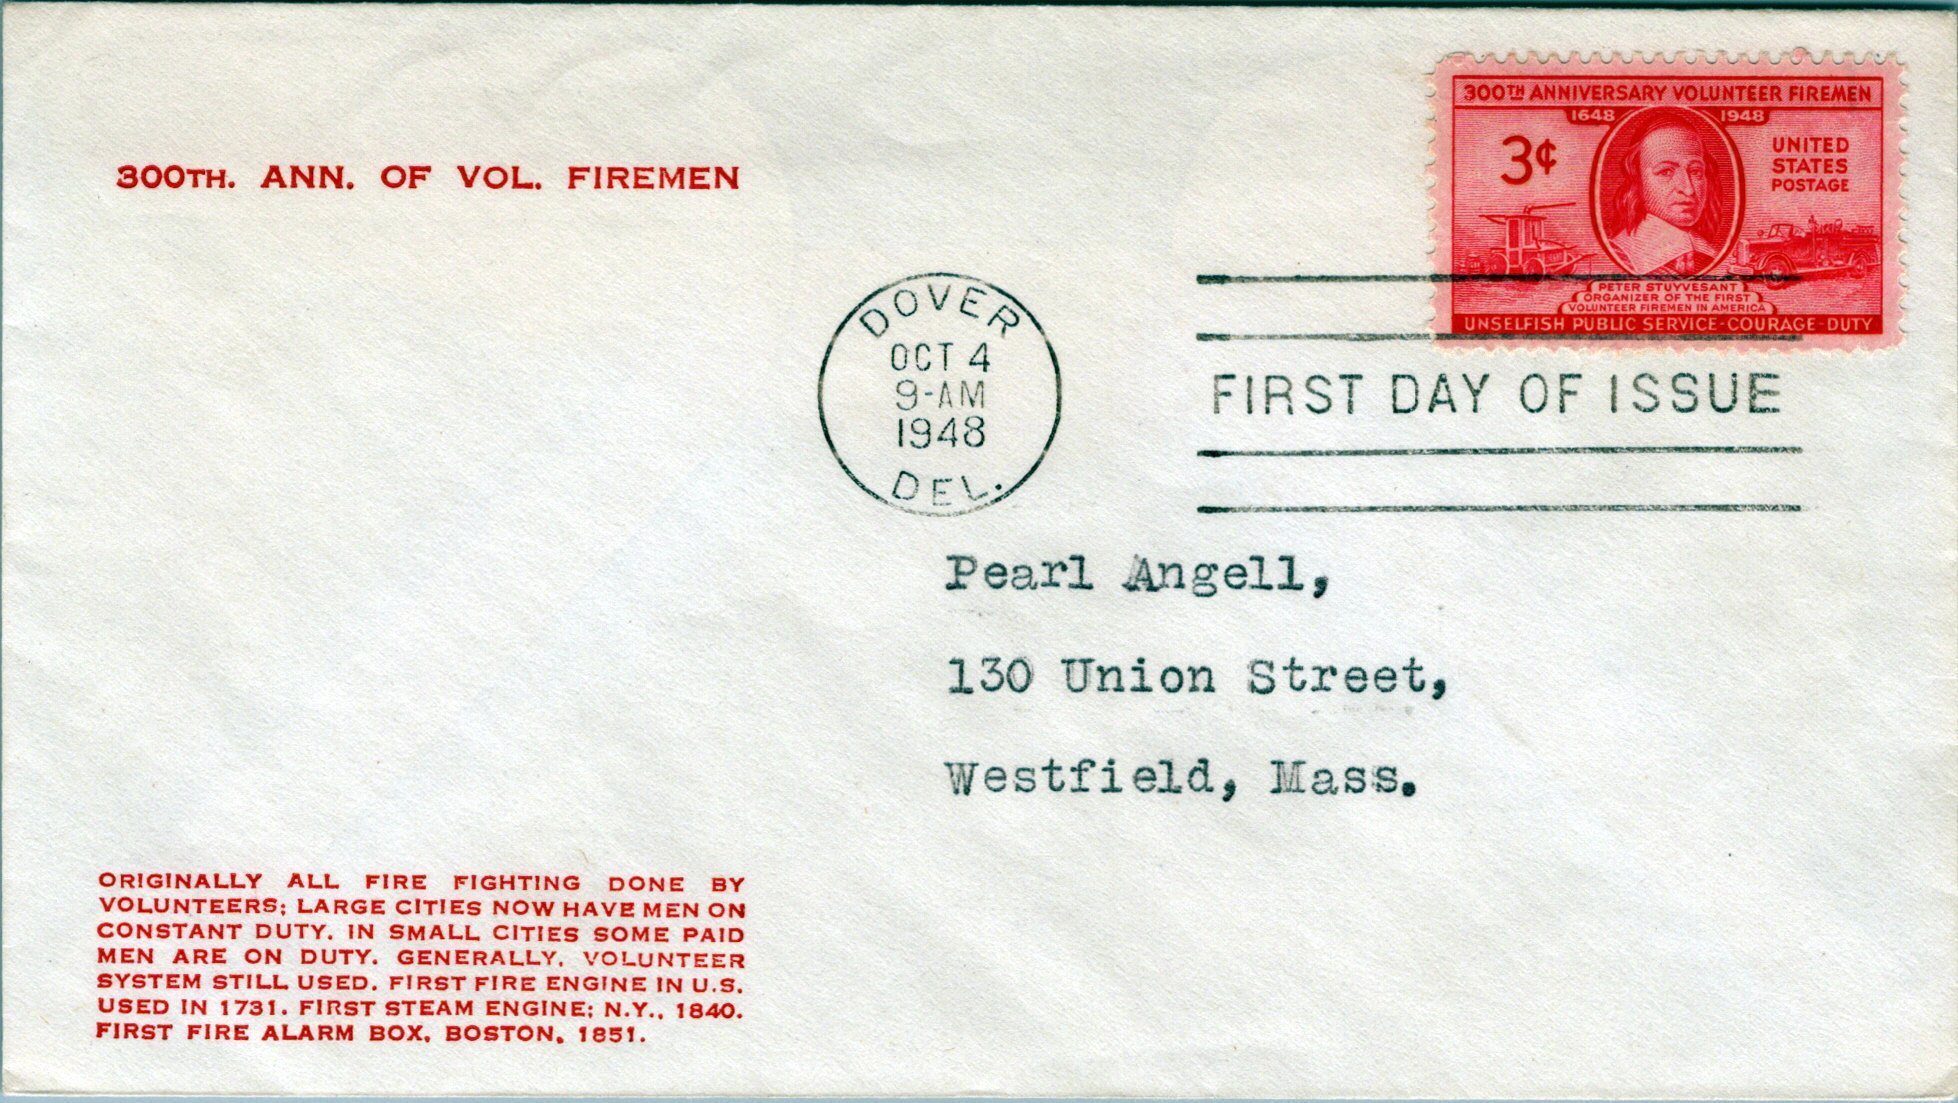 300TH ANNIVERSARY VOLUNTEER FIREMEN
1648 1948
3¢
UNITED
STATES
POSTAGE
PETER STUYVESANT
ORGANIZER OF THE FIRST
VOLUNTEER FIREMEN IN AMERICA
UNSELFISH PUBLIC SERVICE-COURAGE-DUTY
300TH. ANN. OF VOL. FIREMEN
DOVER
OCT 4
9-AM
1948
DEL.
FIRST DAY OF ISSUE
Pearl Angell,
130 Union Street,
Westfield, Mass.
ORIGINALLY ALL FIRE FIGHTING DONE BY
VOLUNTEERS; LARGE CITIES NOW HAVE MEN ON
CONSTANT DUTY. IN SMALL CITIES SOME PAID
MEN ARE ON DUTY. GENERALLY, VOLUNTEER
SYSTEM STILL USED. FIRST FIRE ENGINE IN U.S.
USED IN 1731. FIRST STEAM ENGINE; N.Y., 1840.
FIRST FIRE ALARM BOX, BOSTON, 1851.